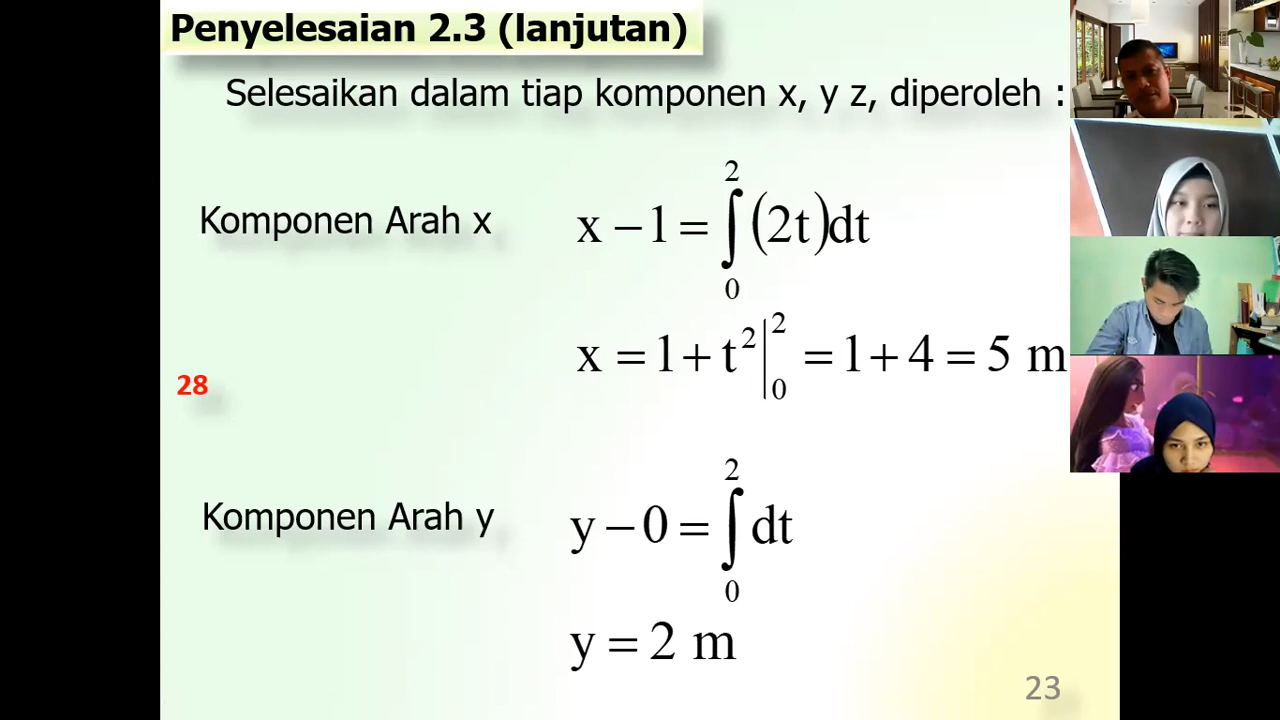 Penyelesaian 2.3 (lanjutan)
Selesaikan dalam tiap komponen x, y z, diperoleh :
Komponen Arah x
x − 1 = ∫₀² (2t)dt
x = 1 + t²|₀² = 1 + 4 = 5 m
28
Komponen Arah y
y − 0 = ∫₀² dt
y = 2 m
23